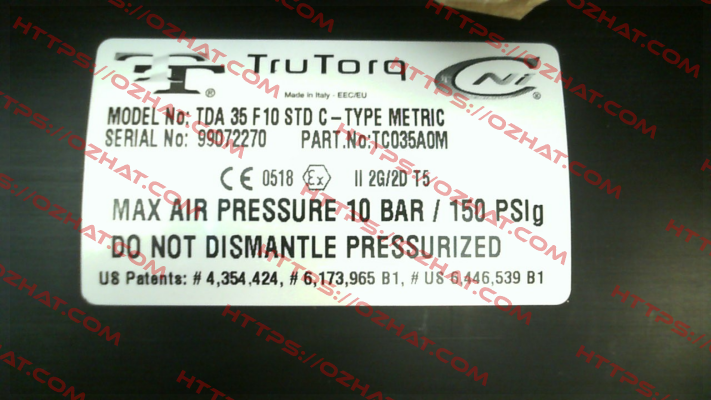 TT® TruTorq CNi®
Made in Italy - EEC/EU
MODEL No: TDA 35 F10 STD C-TYPE METRIC
SERIAL No: 99072270 PART.No:TC035A0M
CE 0518 Ex II 2G/2D T5
MAX AIR PRESSURE 10 BAR / 150 PSIg
DO NOT DISMANTLE PRESSURIZED
US Patents: # 4,354,424, # 6,173,965 B1, # US 6,446,539 B1
HTTPS://OZHAT.COM